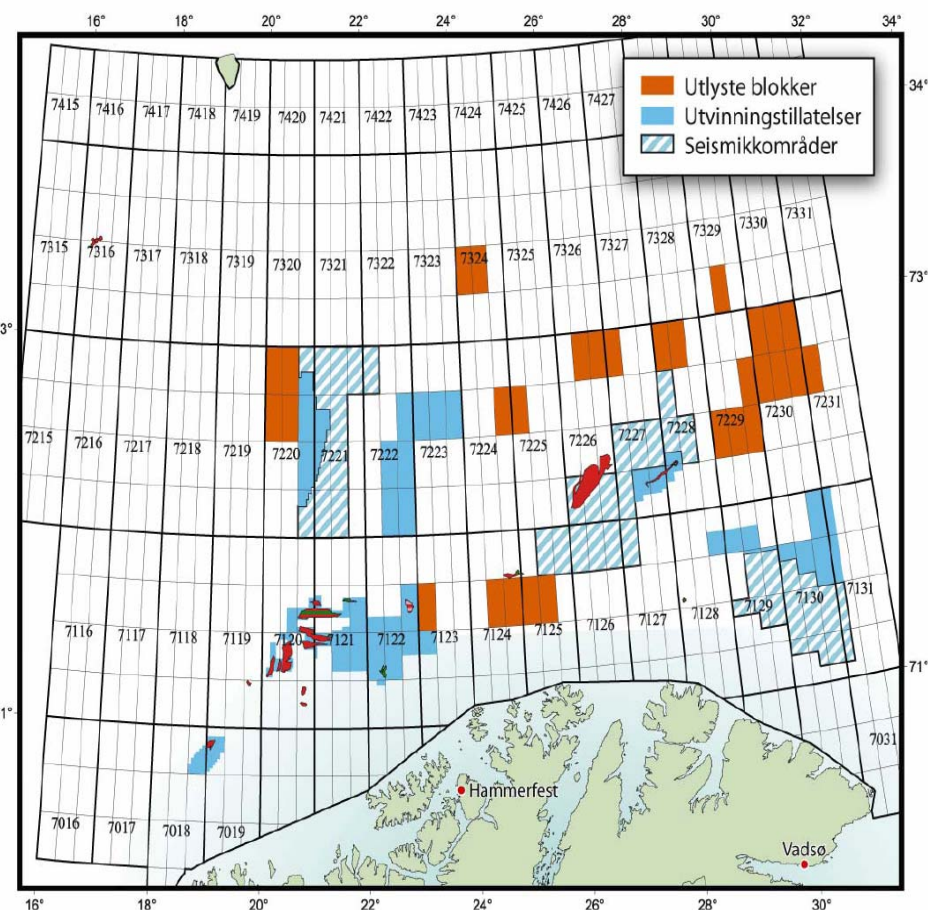 16° 18° 20° 22° 24° 26° 28° 30° 32° 34°
Utlyste blokker
Utvinningstillatelser
Seismikkområder
34°
7415 7416 7417 7418 7419 7420 7421 7422 7423 7424 7425 7426 7427
7315 7316 7317 7318 7319 7320 7321 7322 7323 7324 7325 7326 7327 7328 7329 7330 7331
73°
3°
7215 7216 7217 7218 7219 7220 7221 7222 7223 7224 7225 7226 7227 7228 7229 7230 7231
7116 7117 7118 7119 7120 7121 7122 7123 7124 7125 7126 7127 7128 7129 7130 7131
71°
1°
7031
7016 7017 7018 7019
Hammerfest
Vadsø
16° 18° 20° 22° 24° 26° 28° 30°